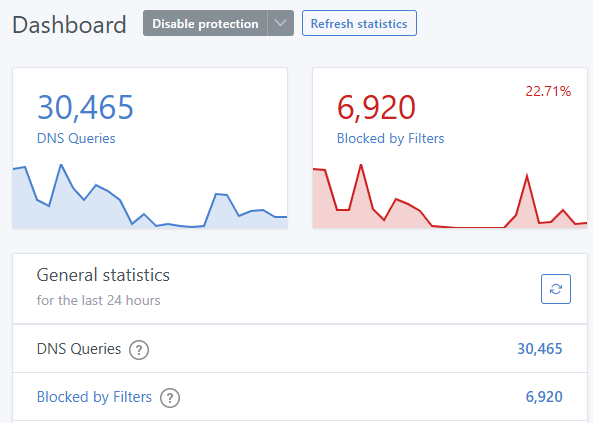 Dashboard Disable protection Refresh statistics
30,465
DNS Queries
6,920 22.71%
Blocked by Filters
General statistics
for the last 24 hours
DNS Queries ? 30,465
Blocked by Filters ? 6,920